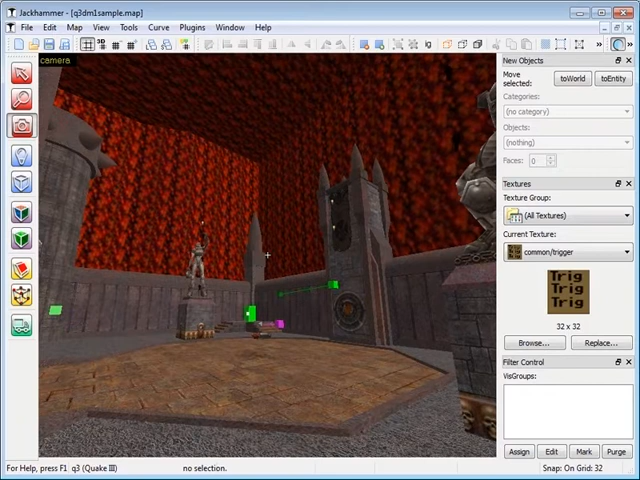 Jackhammer - [q3dm1sample.map]
File Edit Map View Tools Curve Plugins Window Help
3D
ig
camera
New Objects
Move selected:
toWorld
toEntity
Categories:
(no category)
Objects:
(nothing)
Faces: 0
Textures
Texture Group:
(All Textures)
Current Texture:
common/trigger
Trig
Trig
Trig
32 x 32
Browse...
Replace...
Filter Control
VisGroups:
Assign
Edit
Mark
Purge
For Help, press F1
q3 (Quake III)
no selection.
Snap: On Grid: 32